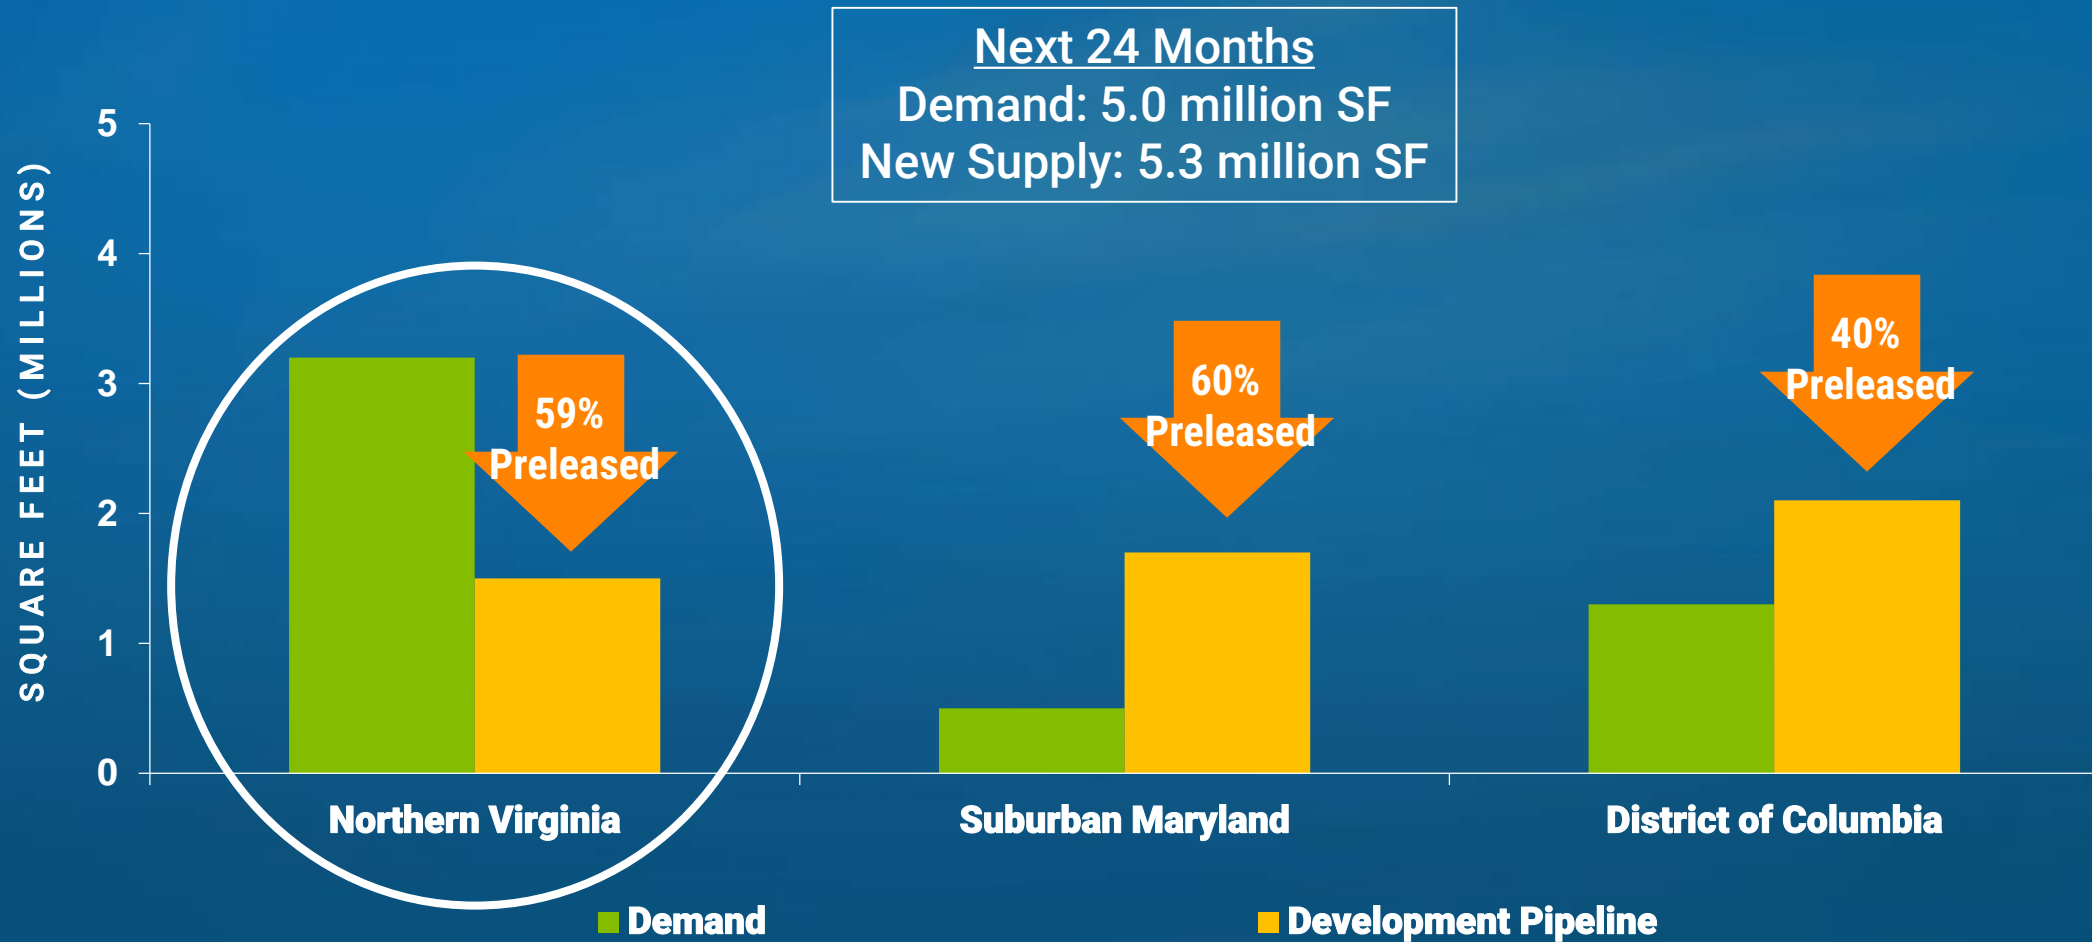 Next 24 Months
Demand: 5.0 million SF
New Supply: 5.3 million SF
SQUARE FEET (MILLIONS)
5
4
3
2
1
0
59%
Preleased
60%
Preleased
40%
Preleased
Northern Virginia
Suburban Maryland
District of Columbia
Demand
Development Pipeline